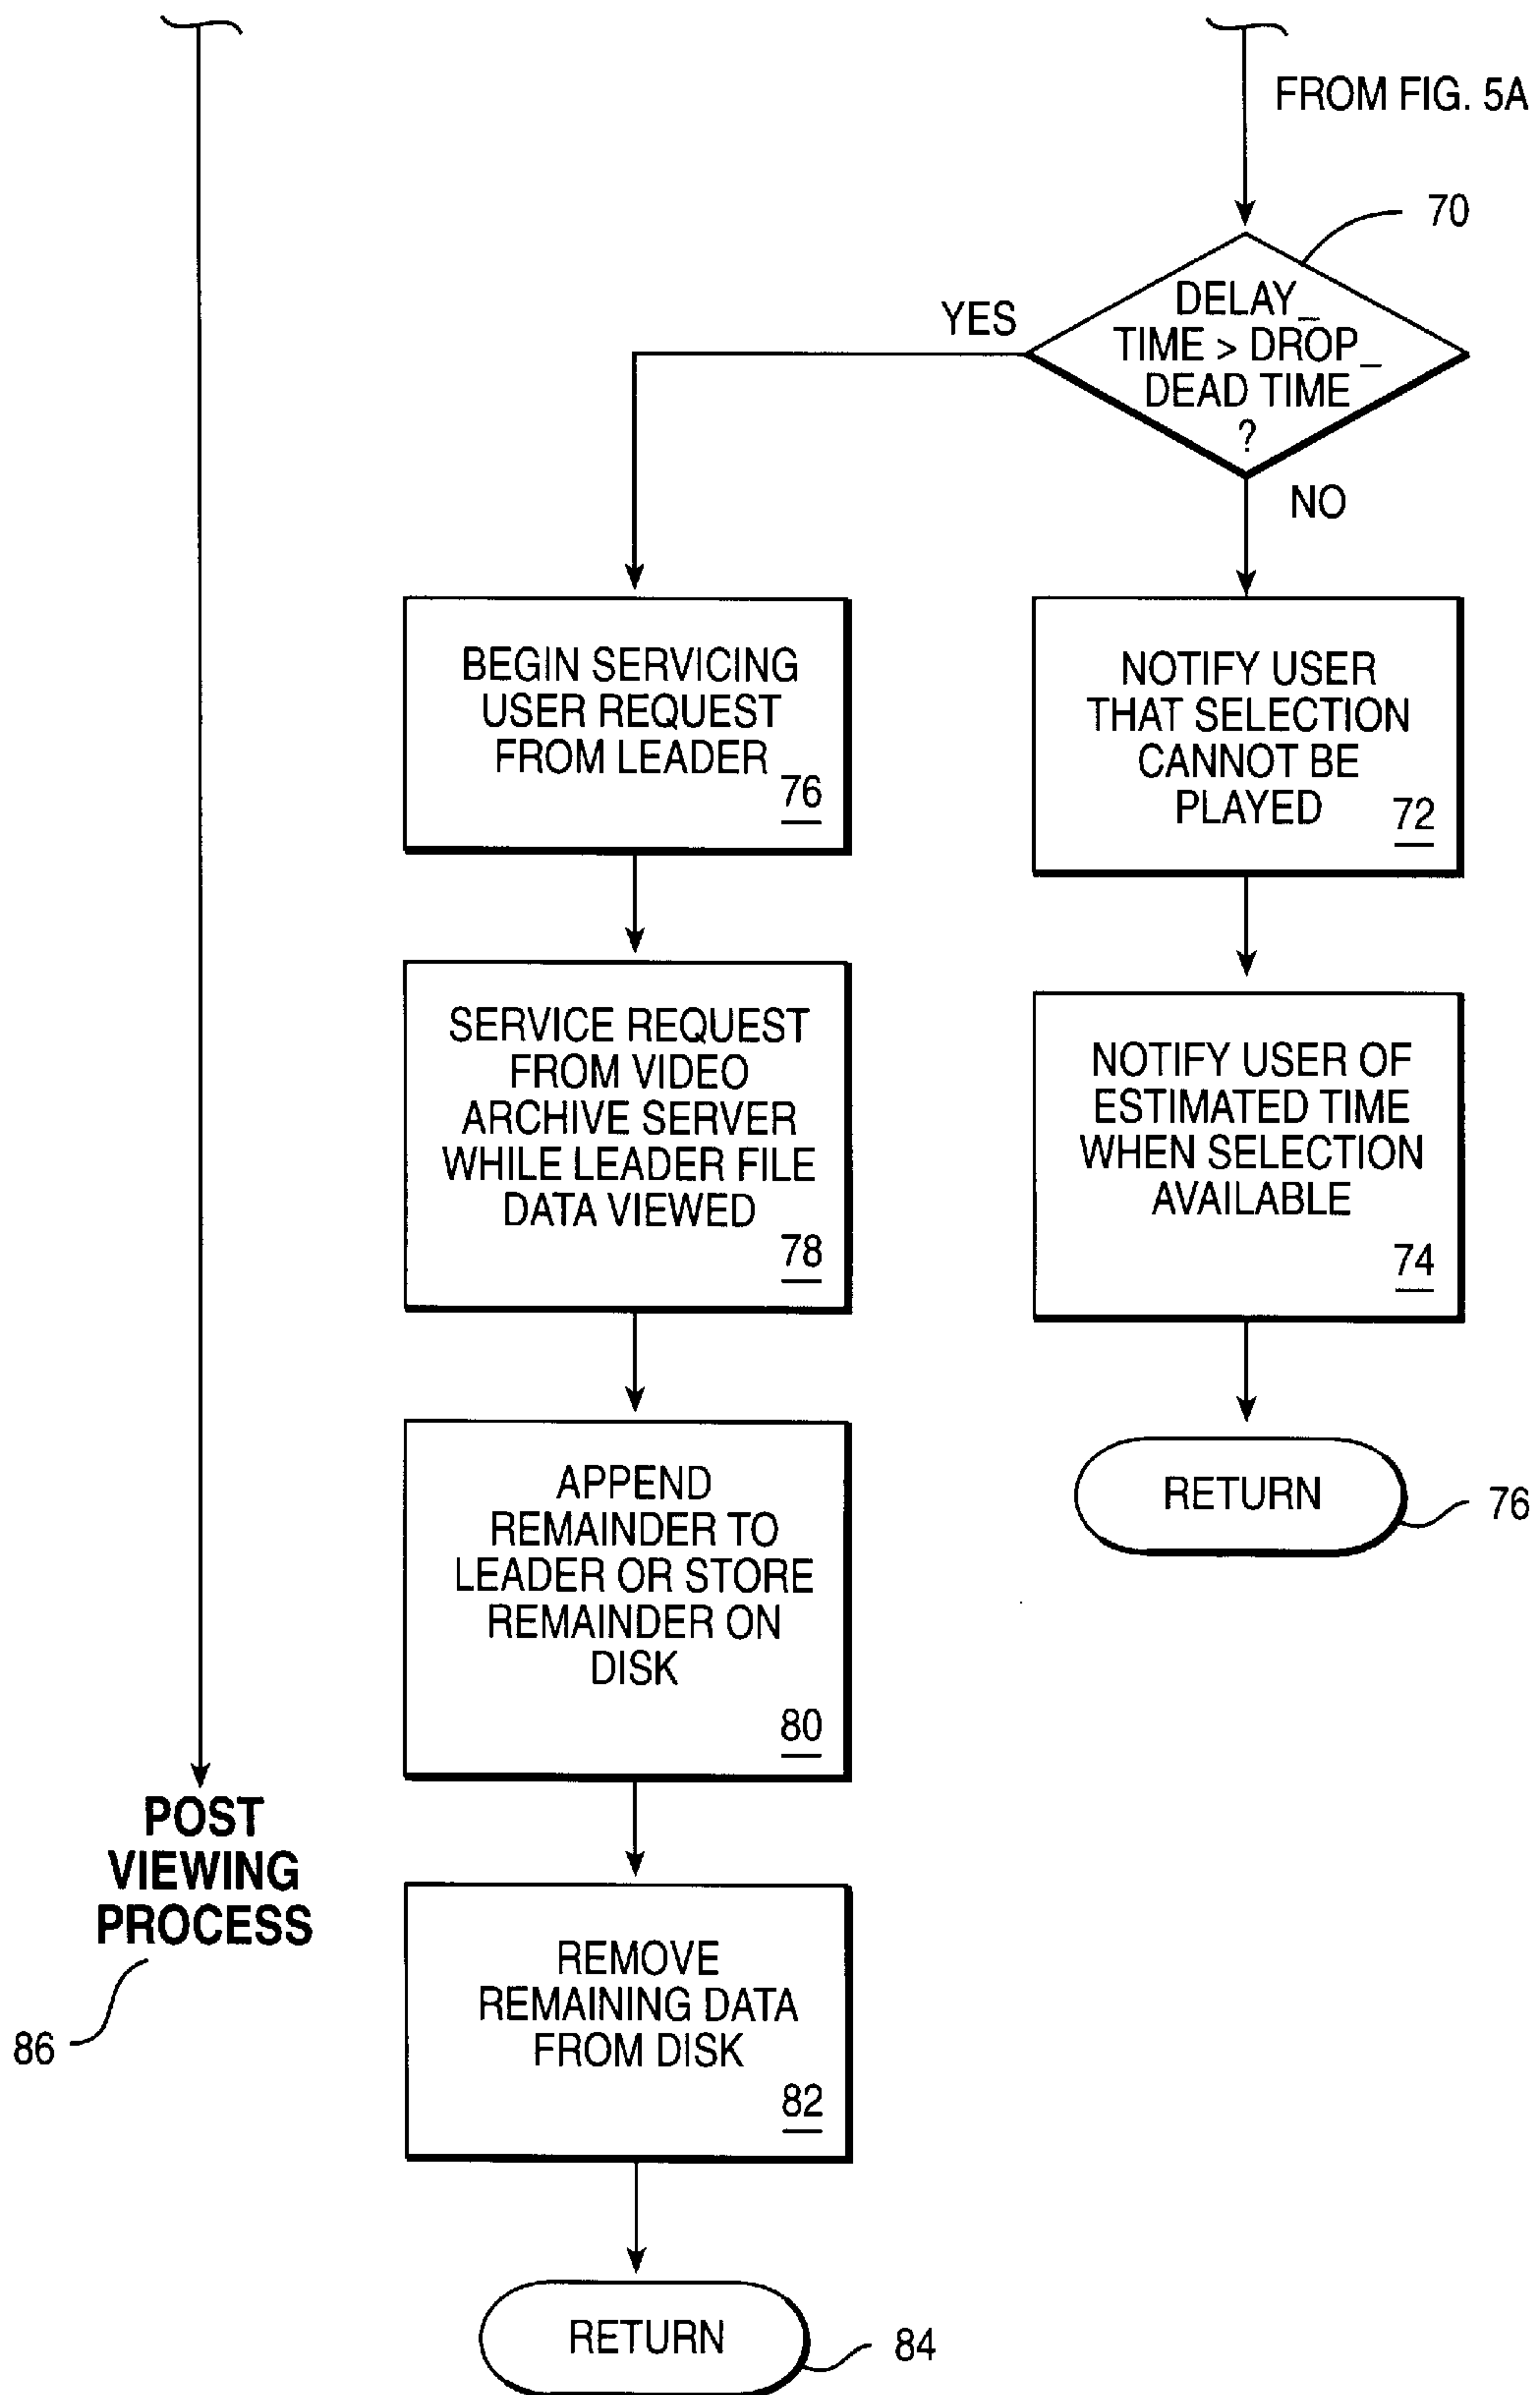 FROM FIG. 5A
70
DELAY_
TIME > DROP_
DEAD TIME
?
YES
NO
BEGIN SERVICING
USER REQUEST
FROM LEADER
76
NOTIFY USER
THAT SELECTION
CANNOT BE
PLAYED
72
SERVICE REQUEST
FROM VIDEO
ARCHIVE SERVER
WHILE LEADER FILE
DATA VIEWED
78
NOTIFY USER OF
ESTIMATED TIME
WHEN SELECTION
AVAILABLE
74
APPEND
REMAINDER TO
LEADER OR STORE
REMAINDER ON
DISK
80
RETURN
76
POST
VIEWING
PROCESS
86
REMOVE
REMAINING DATA
FROM DISK
82
RETURN
84